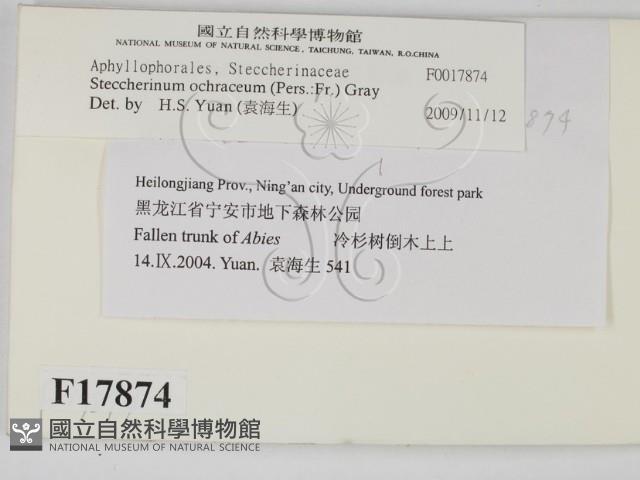 國立自然科學博物館
NATIONAL MUSEUM OF NATURAL SCIENCE, TAICHUNG, TAIWAN, R.O.CHINA
Aphyllophorales, Steccherinaceae F0017874
Steccherinum ochraceum (Pers.:Fr.) Gray
Det. by H.S. Yuan (袁海生) 2009/11/12
874
Heilongjiang Prov., Ning'an city, Underground forest park
黑龙江省宁安市地下森林公园
Fallen trunk of Abies 冷杉树倒木上上
14.IX.2004. Yuan. 袁海生 541
F17874
國立自然科學博物館
NATIONAL MUSEUM OF NATURAL SCIENCE